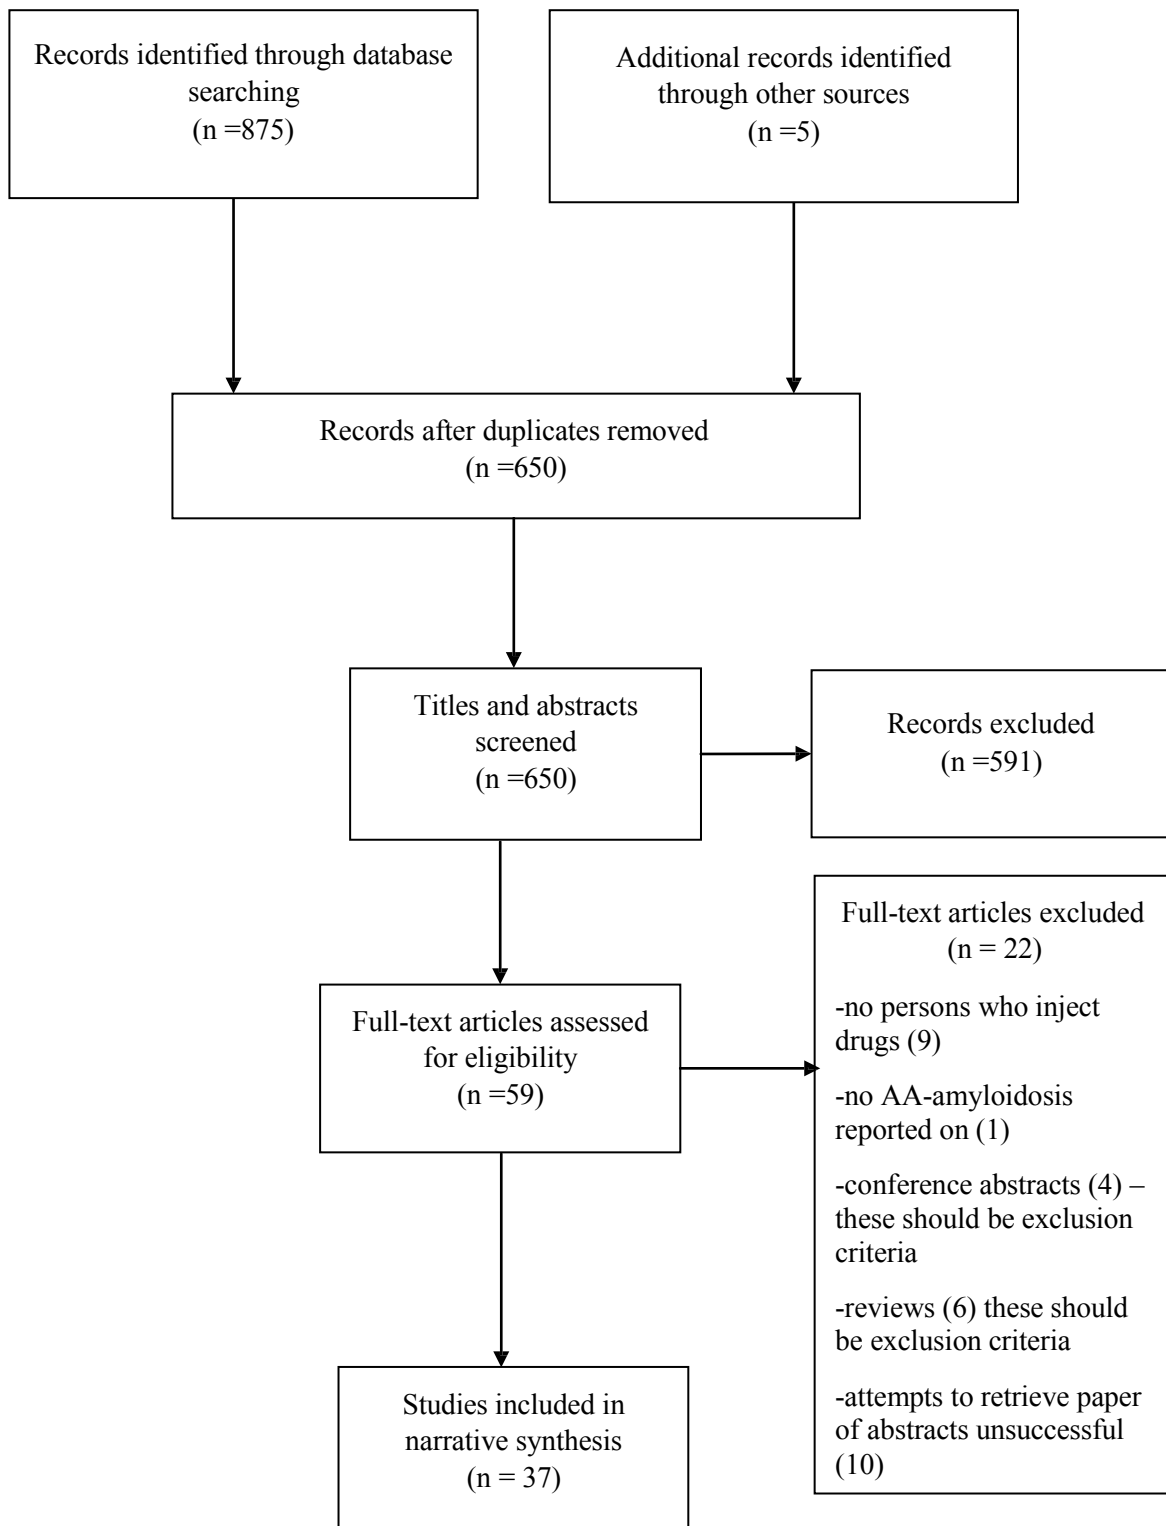 Records identified through database
searching
(n =875)
Additional records identified
through other sources
(n =5)
Records after duplicates removed
(n =650)
Titles and abstracts
screened
(n =650)
Records excluded
(n =591)
Full-text articles assessed
for eligibility
(n =59)
Full-text articles excluded
(n = 22)
-no persons who inject
drugs (9)
-no AA-amyloidosis
reported on (1)
-conference abstracts (4) –
these should be exclusion
criteria
-reviews (6) these should
be exclusion criteria
-attempts to retrieve paper
of abstracts unsuccessful
(10)
Studies included in
narrative synthesis
(n = 37)